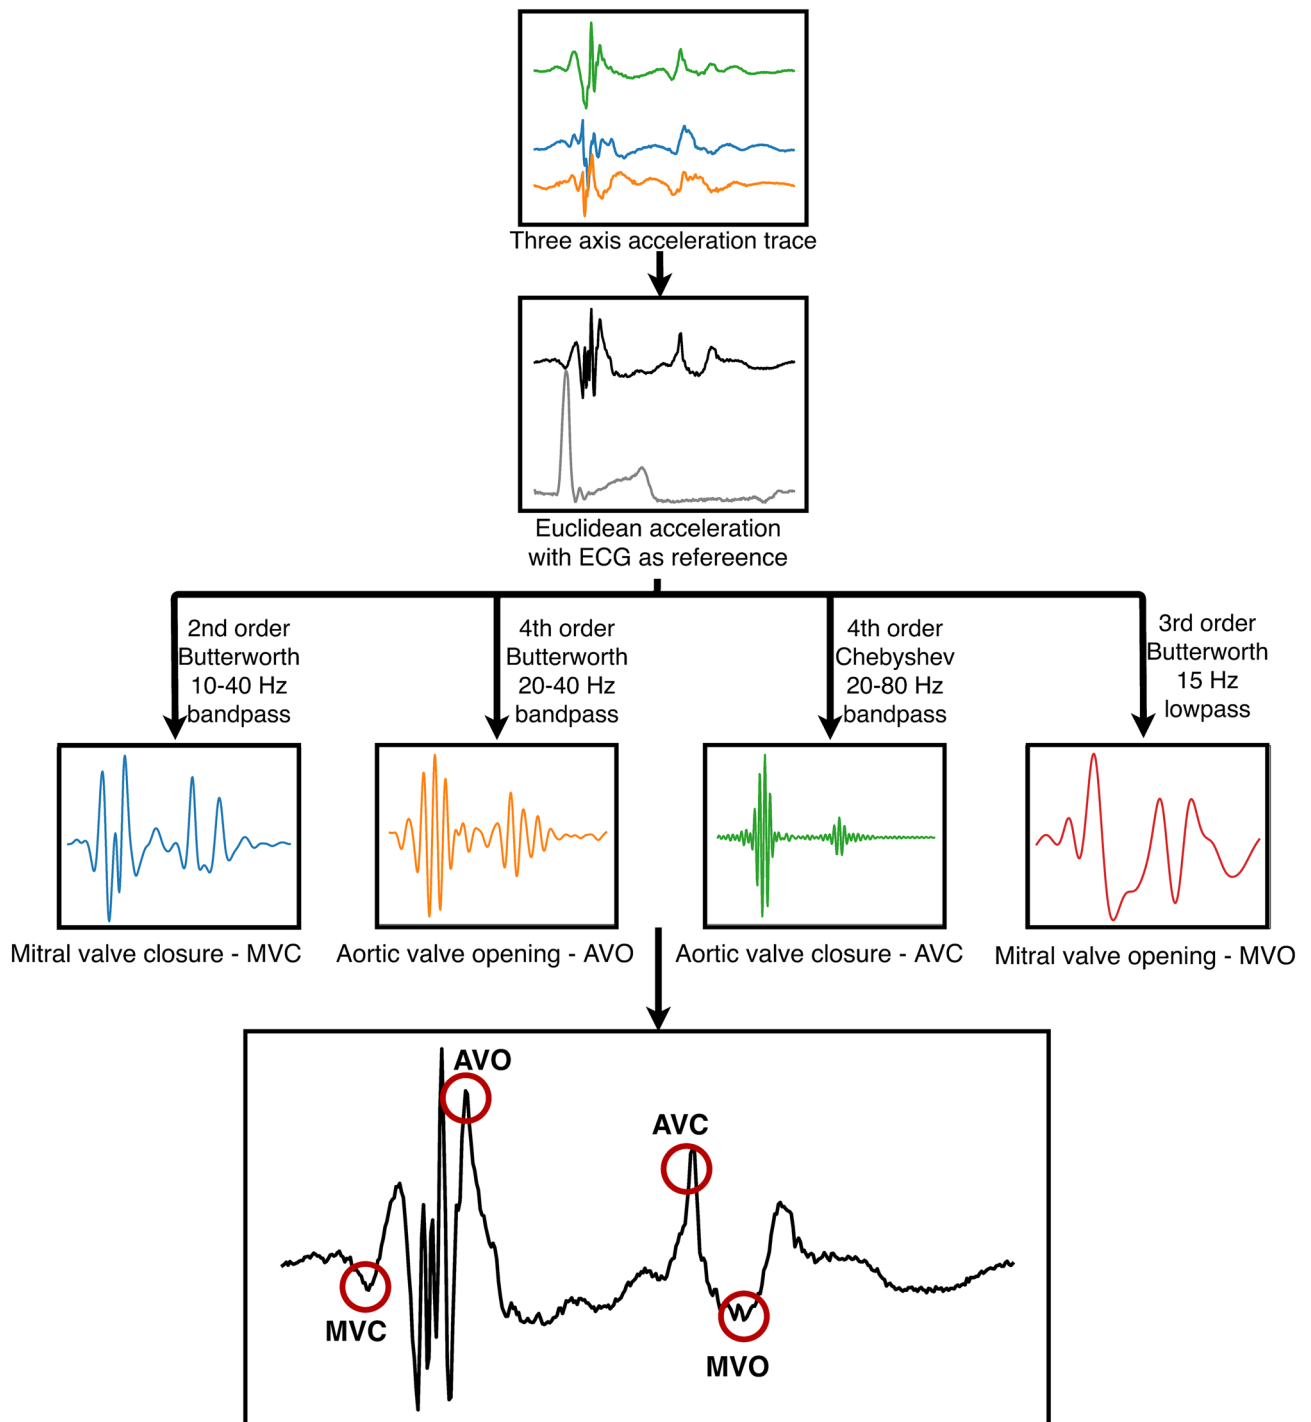 Three axis acceleration trace
Euclidean acceleration
with ECG as refereence
2nd order
Butterworth
10-40 Hz
bandpass
4th order
Butterworth
20-40 Hz
bandpass
4th order
Chebyshev
20-80 Hz
bandpass
3rd order
Butterworth
15 Hz
lowpass
Mitral valve closure - MVC
Aortic valve opening - AVO
Aortic valve closure - AVC
Mitral valve opening - MVO
AVO
AVC
MVC
MVO